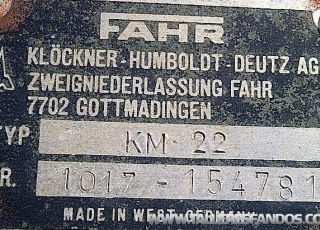 FAHR
KLÖCKNER-HUMBOLDT-DEUTZ AG
ZWEIGNIEDERLASSUNG FAHR
7702 GOTTMADINGEN
TYP KM 22
R. 1017-154781
MADE IN WEST-GERMANY